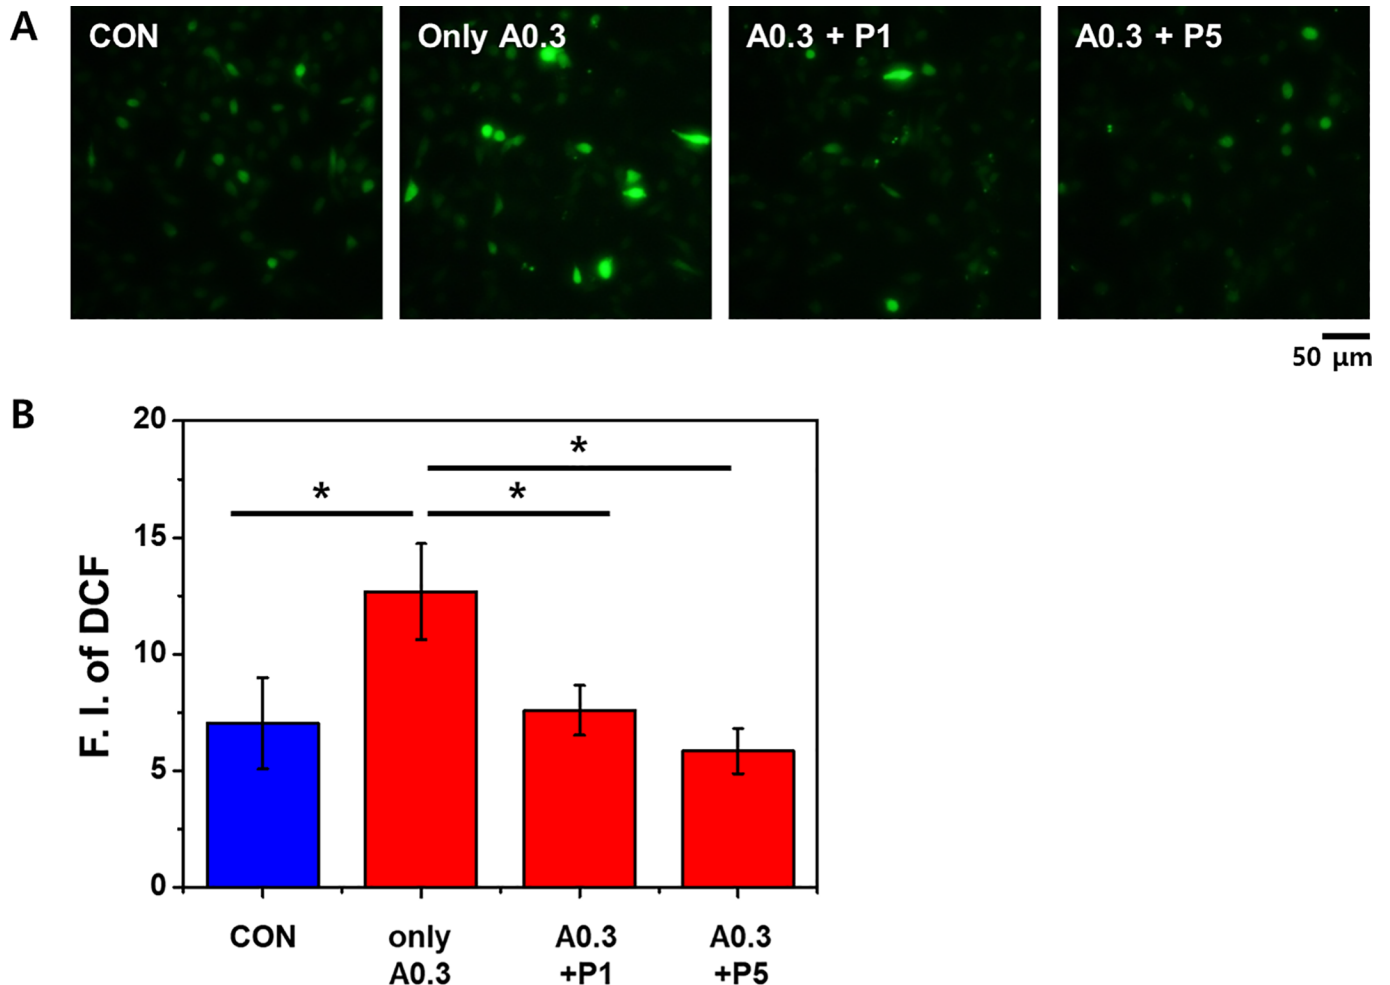 A
CON
Only A0.3
A0.3 + P1
A0.3 + P5
50 μm
B
F. I. of DCF
20
15
10
5
0
*
*
*
CON
only
A0.3
A0.3
+P1
A0.3
+P5